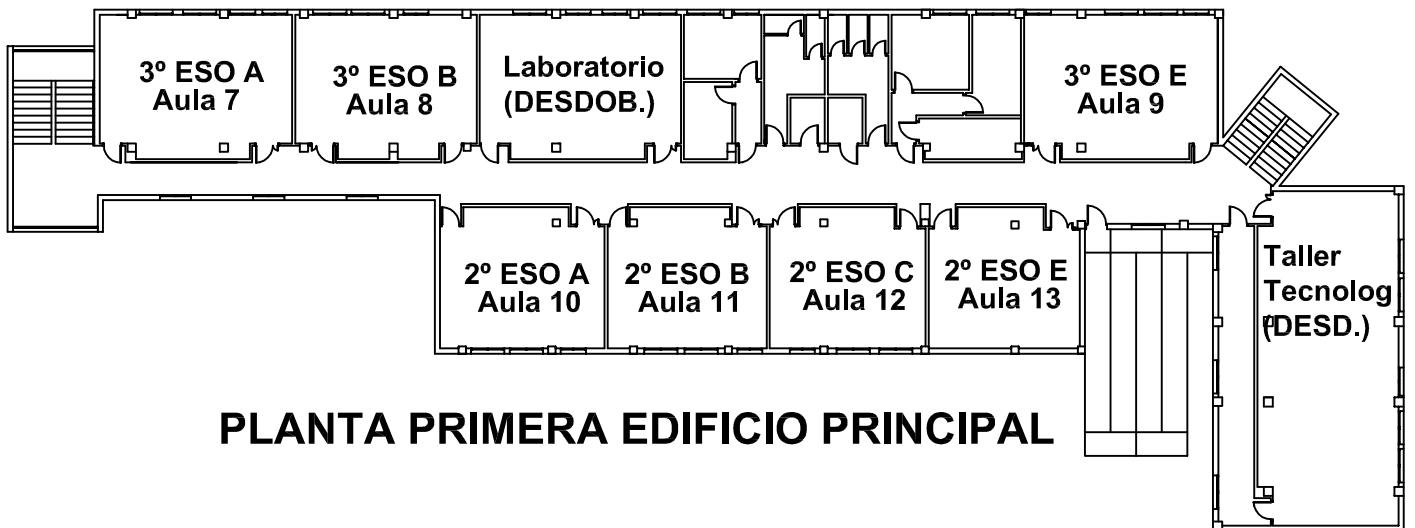 3º ESO A
Aula 7
3º ESO B
Aula 8
Laboratorio
(DESDOB.)
3º ESO E
Aula 9
2º ESO A
Aula 10
2º ESO B
Aula 11
2º ESO C
Aula 12
2º ESO E
Aula 13
Taller
Tecnolog
(DESD.)
PLANTA PRIMERA EDIFICIO PRINCIPAL